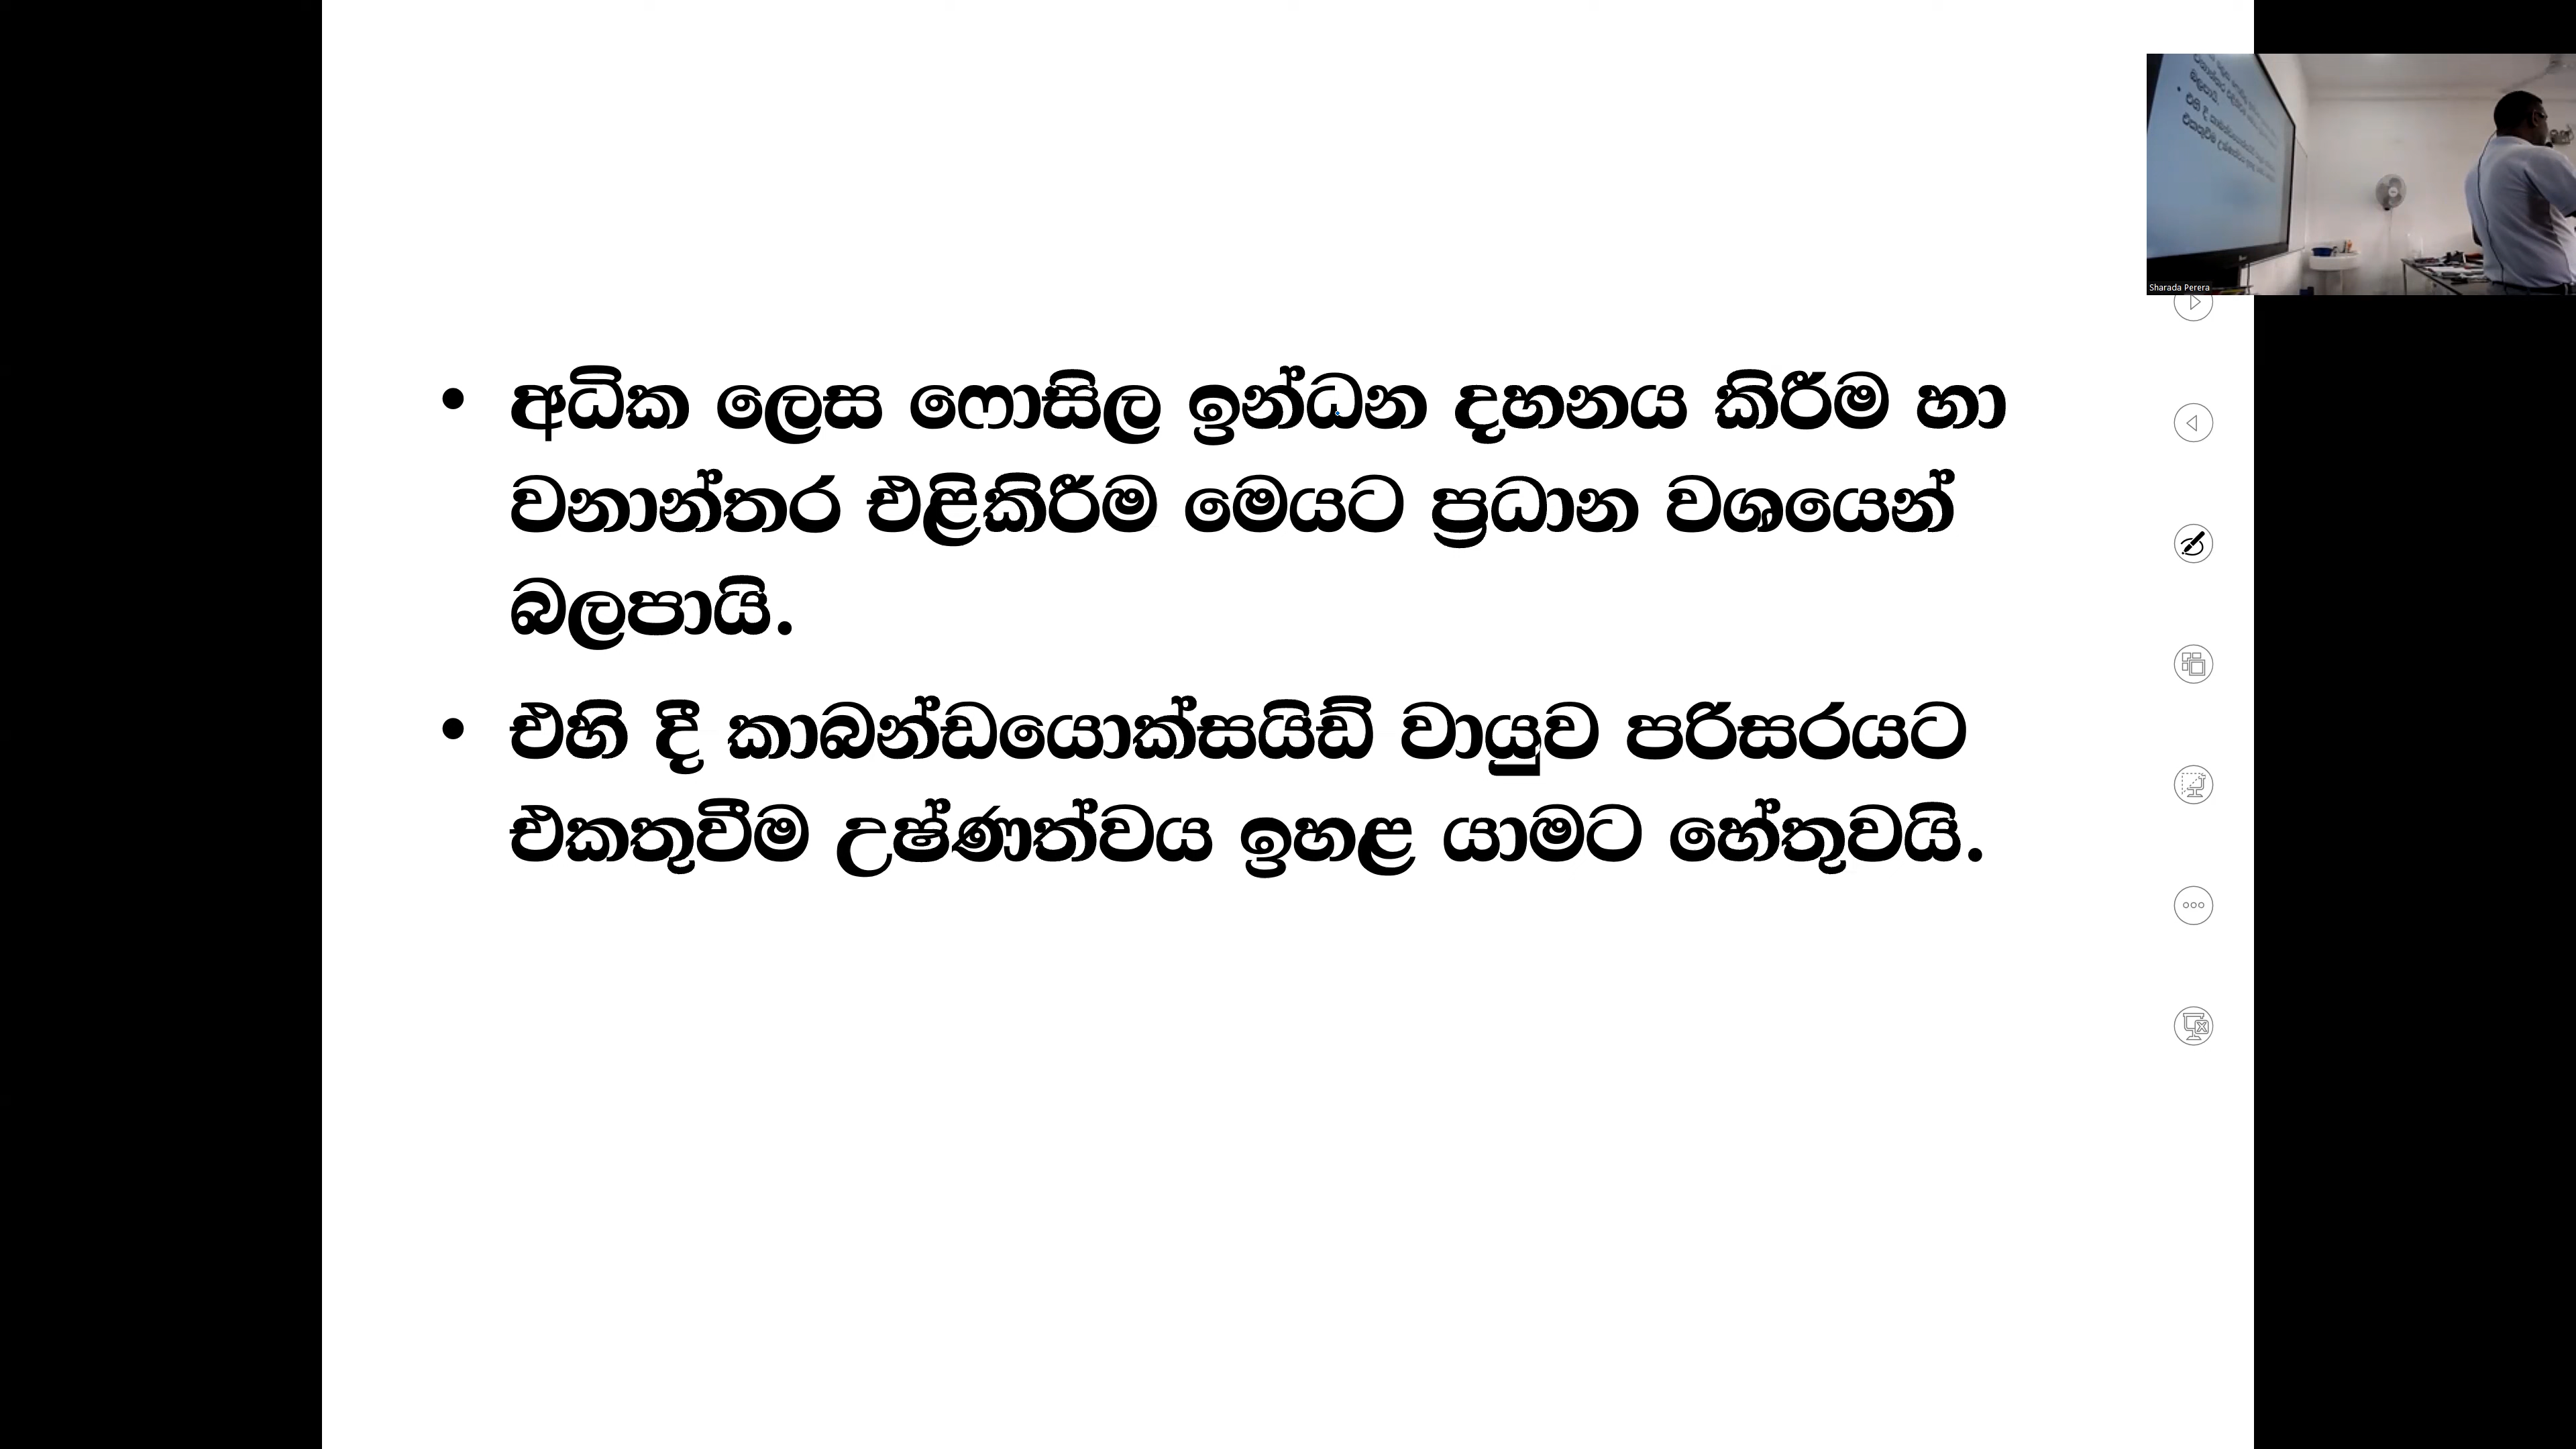 • අධික ලෙස ෆොසිල ඉන්ධන දහනය කිරීම හා
වනාන්තර එළිකිරීම මෙයට ප්‍රධාන වශයෙන්
බලපායි.
• එහි දී කාබන්ඩයොක්සයිඩ් වායුව පරිසරයට
එකතුවීම උෂ්ණත්වය ඉහළ යාමට හේතුවයි.
Sharada Perera